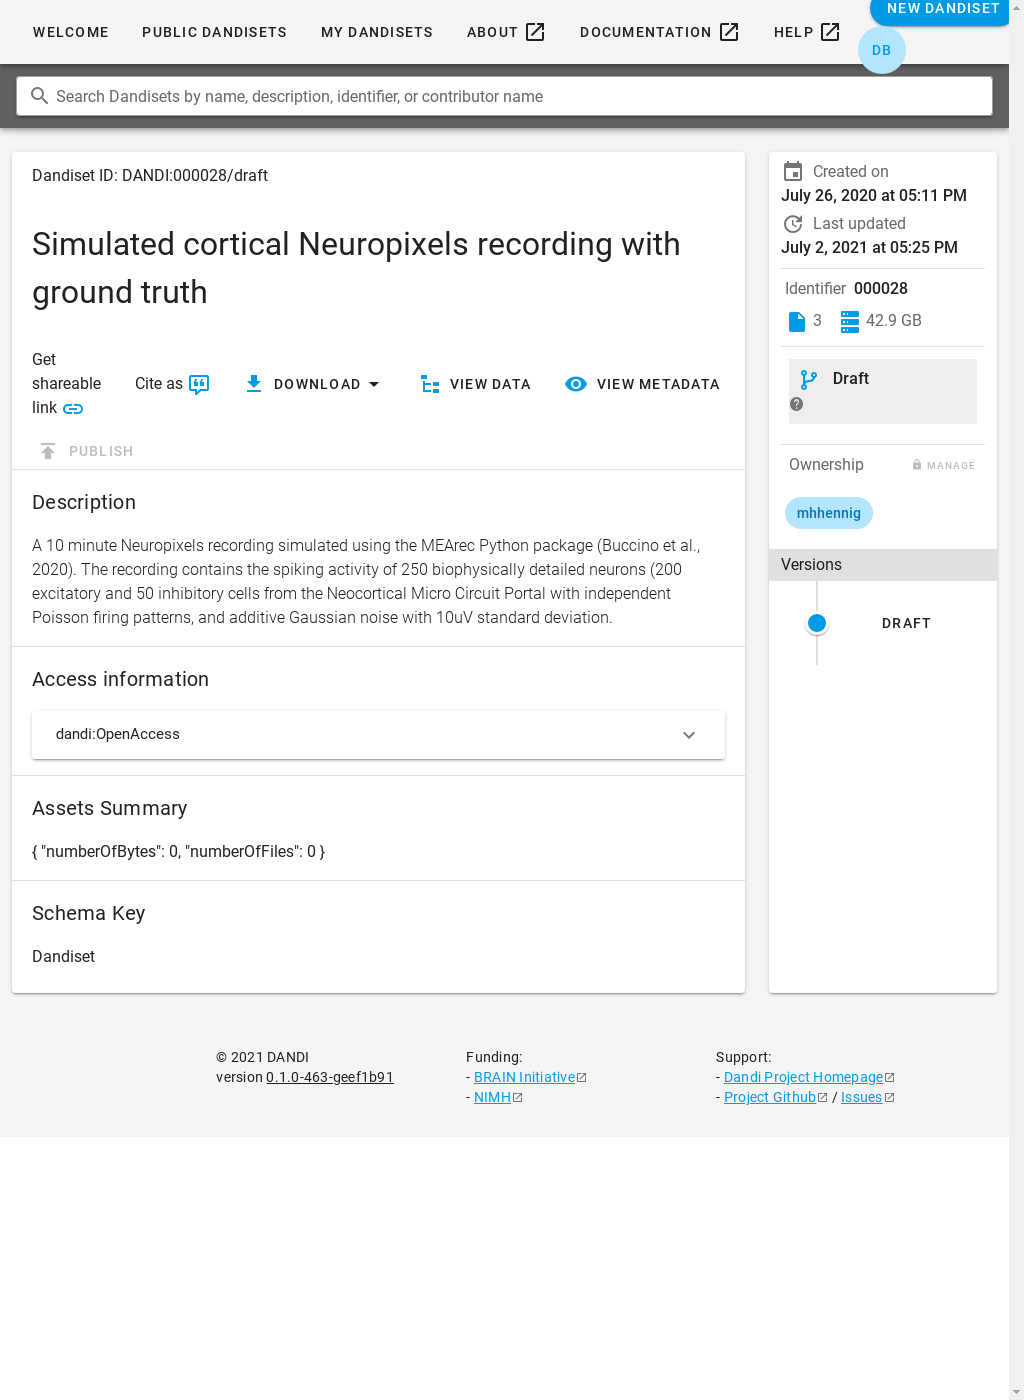 NEW DANDISET
WELCOME PUBLIC DANDISETS MY DANDISETS ABOUT DOCUMENTATION HELP
DB
Search Dandisets by name, description, identifier, or contributor name
Dandiset ID: DANDI:000028/draft
Simulated cortical Neuropixels recording with
ground truth
Get
shareable
link
Cite as
DOWNLOAD
VIEW DATA
VIEW METADATA
PUBLISH
Description
A 10 minute Neuropixels recording simulated using the MEArec Python package (Buccino et al.,
2020). The recording contains the spiking activity of 250 biophysically detailed neurons (200
excitatory and 50 inhibitory cells from the Neocortical Micro Circuit Portal with independent
Poisson firing patterns, and additive Gaussian noise with 10uV standard deviation.
Access information
dandi:OpenAccess
Assets Summary
{ "numberOfBytes": 0, "numberOfFiles": 0 }
Schema Key
Dandiset
Created on
July 26, 2020 at 05:11 PM
Last updated
July 2, 2021 at 05:25 PM
Identifier 000028
3 42.9 GB
Draft
Ownership MANAGE
mhhennig
Versions
DRAFT
© 2021 DANDI
version 0.1.0-463-geef1b91
Funding:
- BRAIN Initiative
- NIMH
Support:
- Dandi Project Homepage
- Project Github / Issues